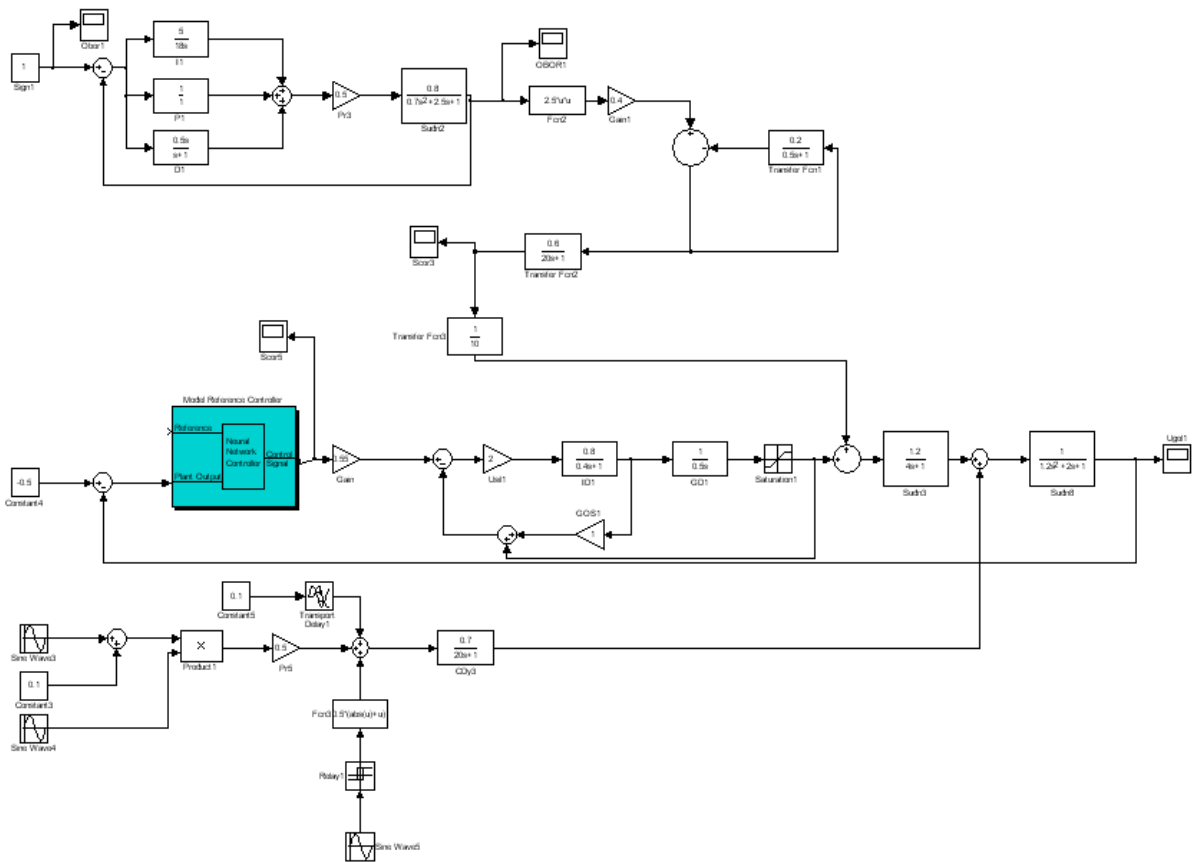 Obor1
5
18s
I1
1
Sign1
1
1
P1
0.5s
s+1
D1
0.5
Pr3
0.8
0.7s²+2.5s+1
Sudn2
OBOR1
2.5*u*u
Fcn2
0.4
Gain1
0.2
0.5s+1
Transfer Fcn1
Scor3
0.6
20s+1
Transfer Fcn2
Transfer Fcn3
1
10
Scor5
Model Reference Controller
Reference
Neural
Network
Controller
Control
Signal
Plant Output
-0.5
Constant4
0.55
Gain
2
Usil1
0.8
0.4s+1
1
0.5s
GD1
Saturation1
1.2
4s+1
Sudn3
1
1.2s²+2s+1
Sudn8
Ugol1
GOS1
1
0.1
Constant5
Transport
Delay1
Sine Wave3
0.1
Constant3
Sine Wave4
×
Product1
0.5
Pr5
0.7
20s+1
CDy3
Fcn3
0.5*(abs(u)+u)
Relay1
Sine Wave5